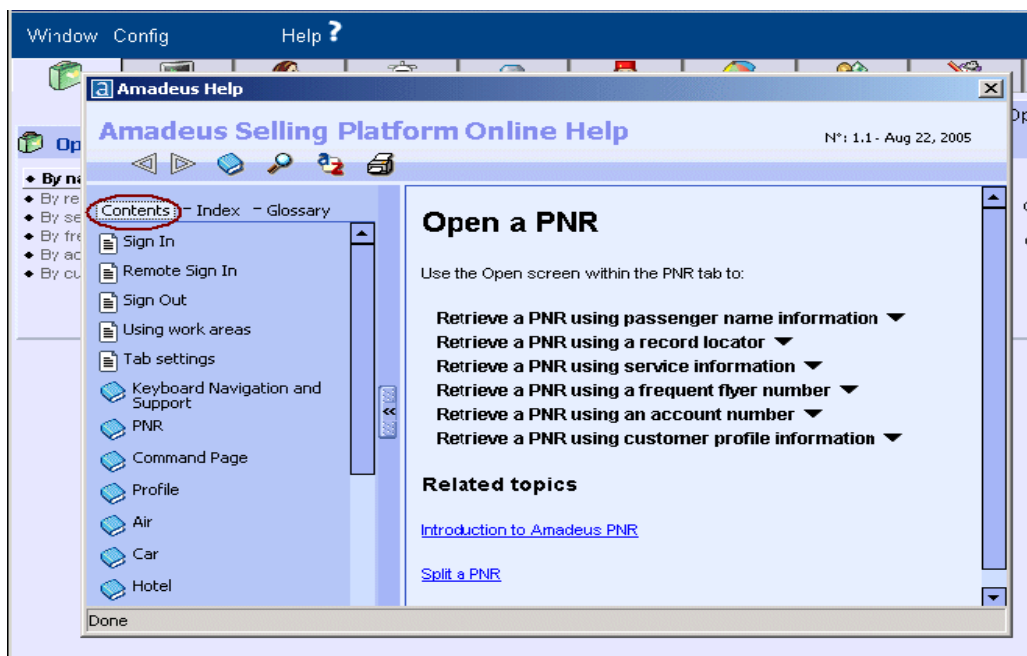 Window Config Help ?
Amadeus Help
Amadeus Selling Platform Online Help
N°: 1.1 - Aug 22, 2005
Contents - Index - Glossary
Sign In
Remote Sign In
Sign Out
Using work areas
Tab settings
Keyboard Navigation and
Support
PNR
Command Page
Profile
Air
Car
Hotel
Open a PNR
Use the Open screen within the PNR tab to:
Retrieve a PNR using passenger name information
Retrieve a PNR using a record locator
Retrieve a PNR using service information
Retrieve a PNR using a frequent flyer number
Retrieve a PNR using an account number
Retrieve a PNR using customer profile information
Related topics
Introduction to Amadeus PNR
Split a PNR
Done
Op
By na
By re
By se
By fre
By ac
By cu